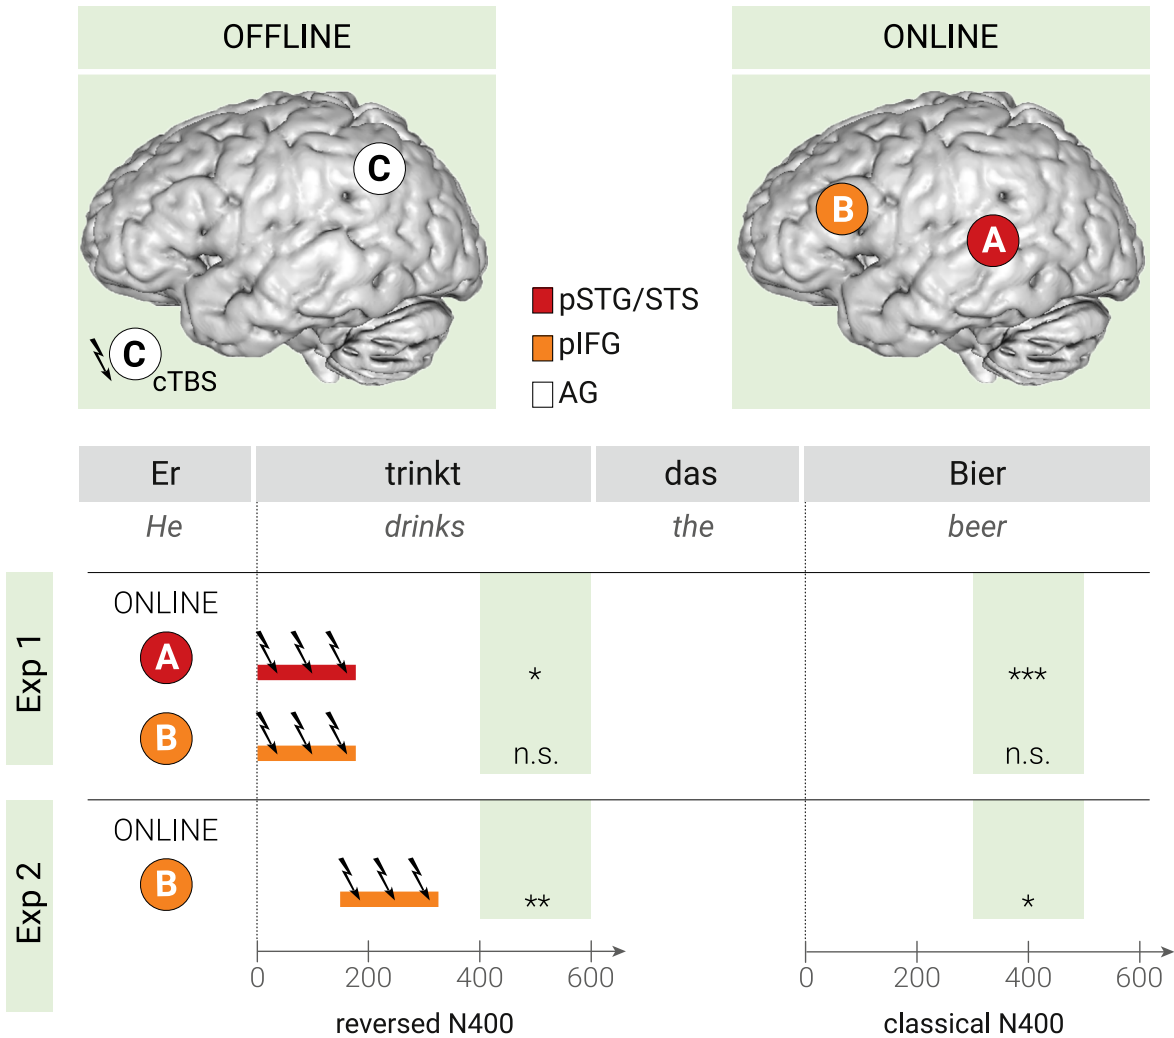 OFFLINE
ONLINE
C
B
A
C
cTBS
pSTG/STS
pIFG
AG
Er trinkt das Bier
He drinks the beer
Exp 1
ONLINE
A
* ***
B
n.s. n.s.
Exp 2
ONLINE
B
** *
0 200 400 600 0 200 400 600
reversed N400 classical N400